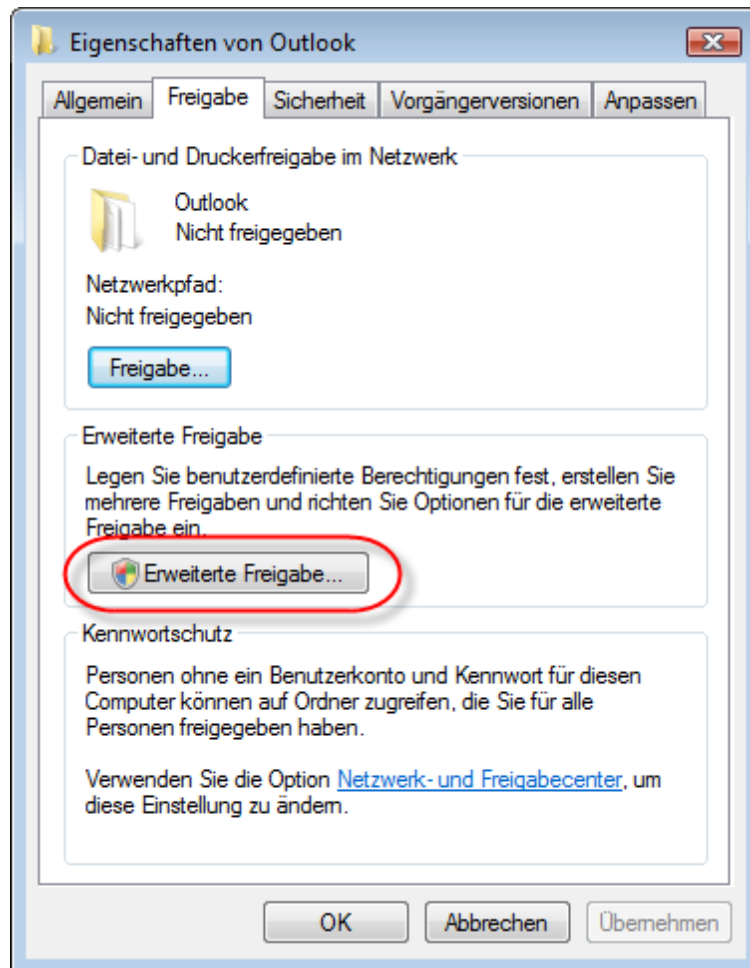 Eigenschaften von Outlook
Allgemein Freigabe Sicherheit Vorgängerversionen Anpassen
Datei- und Druckerfreigabe im Netzwerk
Outlook
Nicht freigegeben
Netzwerkpfad:
Nicht freigegeben
Freigabe...
Erweiterte Freigabe
Legen Sie benutzerdefinierte Berechtigungen fest, erstellen Sie
mehrere Freigaben und richten Sie Optionen für die erweiterte
Freigabe ein.
Erweiterte Freigabe...
Kennwortschutz
Personen ohne ein Benutzerkonto und Kennwort für diesen
Computer können auf Ordner zugreifen, die Sie für alle
Personen freigegeben haben.
Verwenden Sie die Option Netzwerk- und Freigabecenter, um
diese Einstellung zu ändern.
OK Abbrechen Übernehmen